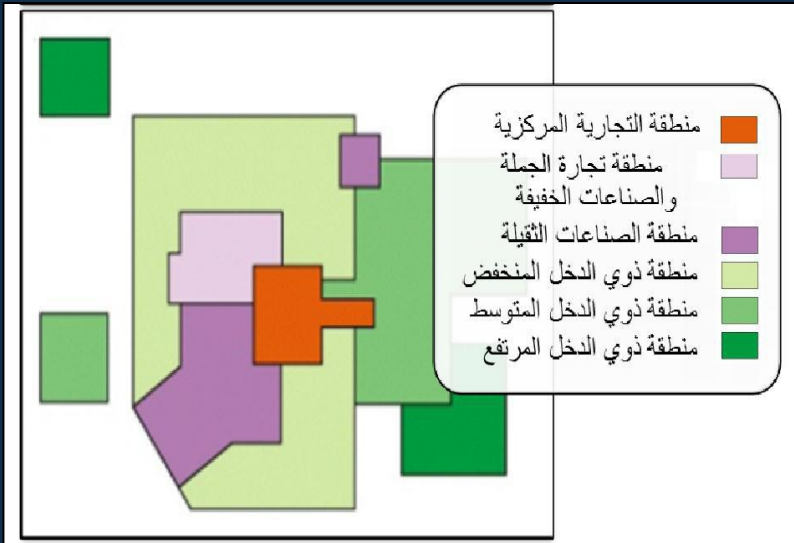 منطقة التجارية المركزية
منطقة تجارة الجملة
والصناعات الخفيفة
منطقة الصناعات الثقيلة
منطقة ذوي الدخل المنخفض
منطقة ذوي الدخل المتوسط
منطقة ذوي الدخل المرتفع